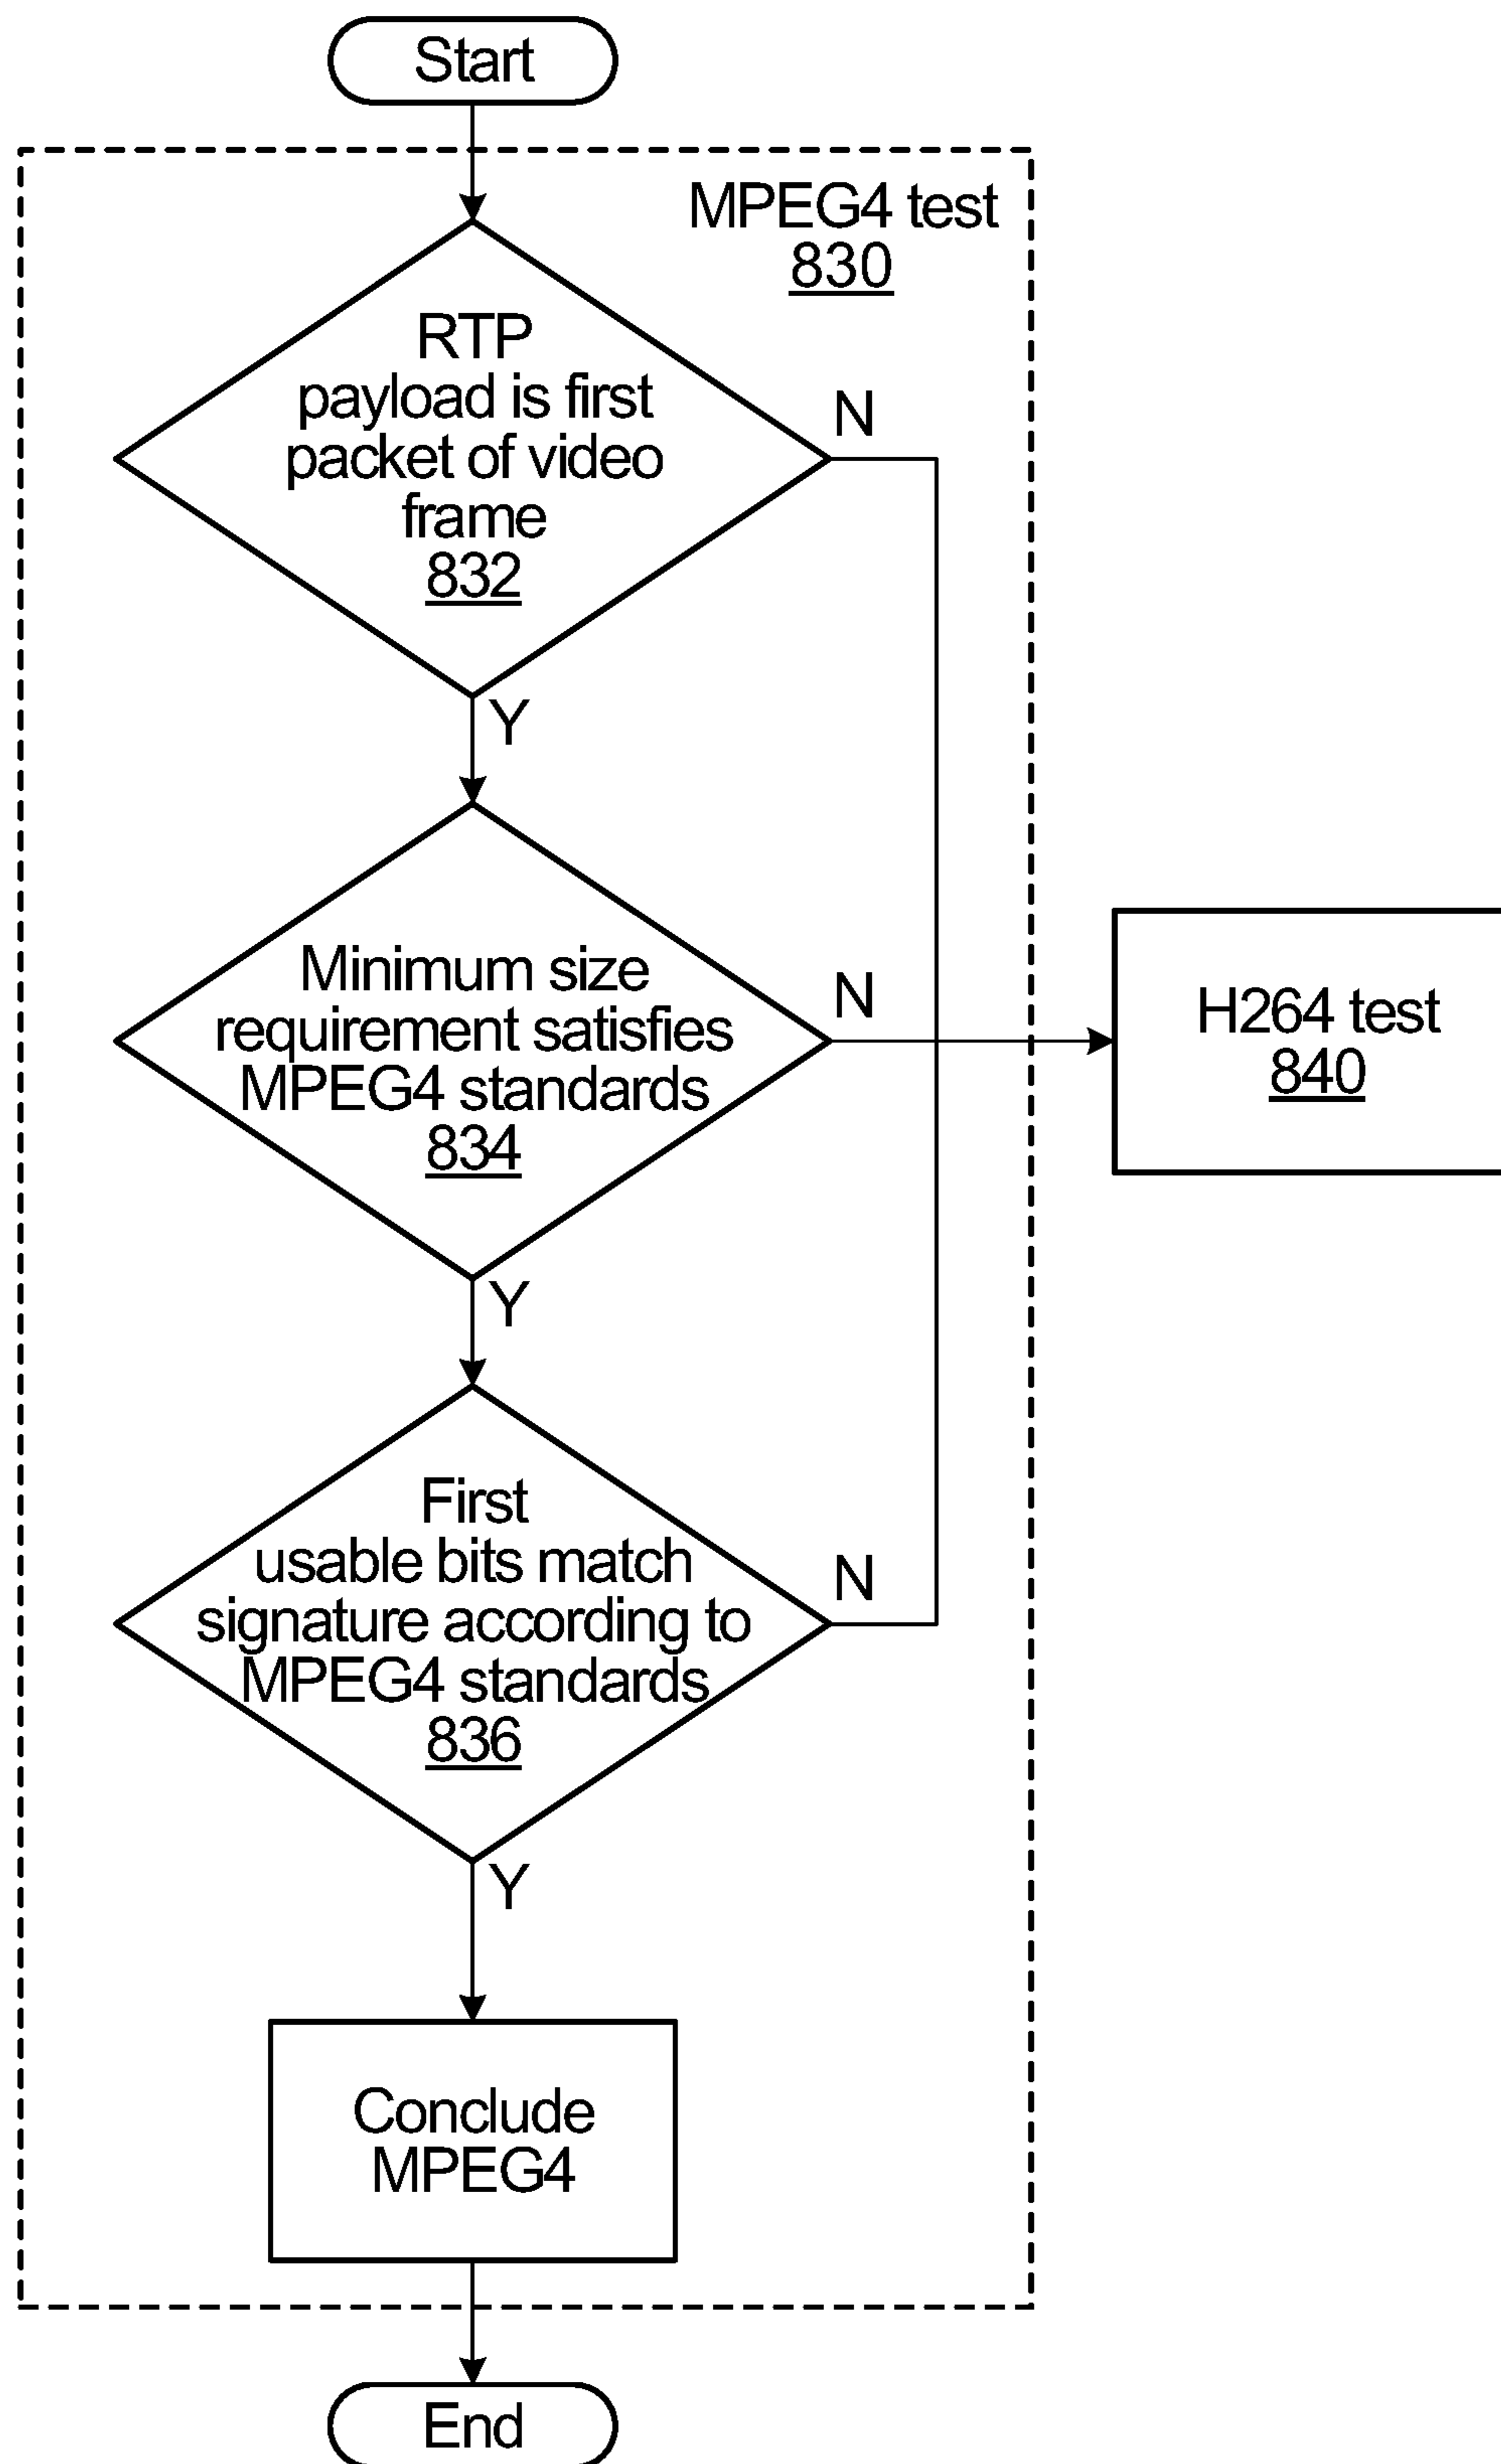 Start
MPEG4 test
830
RTP
payload is first
packet of video
frame
832
N
Y
Minimum size
requirement satisfies
MPEG4 standards
834
N
H264 test
840
Y
First
usable bits match
signature according to
MPEG4 standards
836
N
Y
Conclude
MPEG4
End